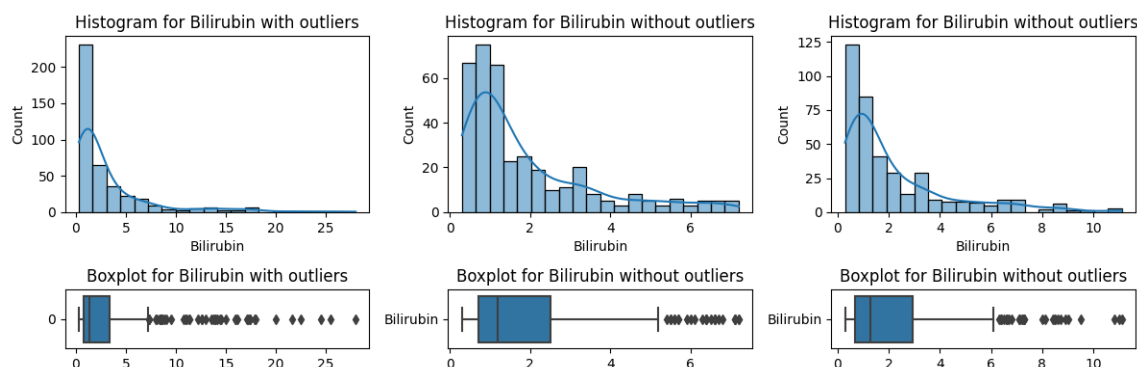 Histogram for Bilirubin with outliers
Histogram for Bilirubin without outliers
Histogram for Bilirubin without outliers
Count
200
150
100
50
0
0 5 10 15 20 25
Bilirubin
Count
60
40
20
0
0 2 4 6
Bilirubin
Count
125
100
75
50
25
0
0 2 4 6 8 10
Bilirubin
Boxplot for Bilirubin with outliers
Boxplot for Bilirubin without outliers
Boxplot for Bilirubin without outliers
0
0 5 10 15 20 25
Bilirubin
0 2 4 6
Bilirubin
0 2 4 6 8 10